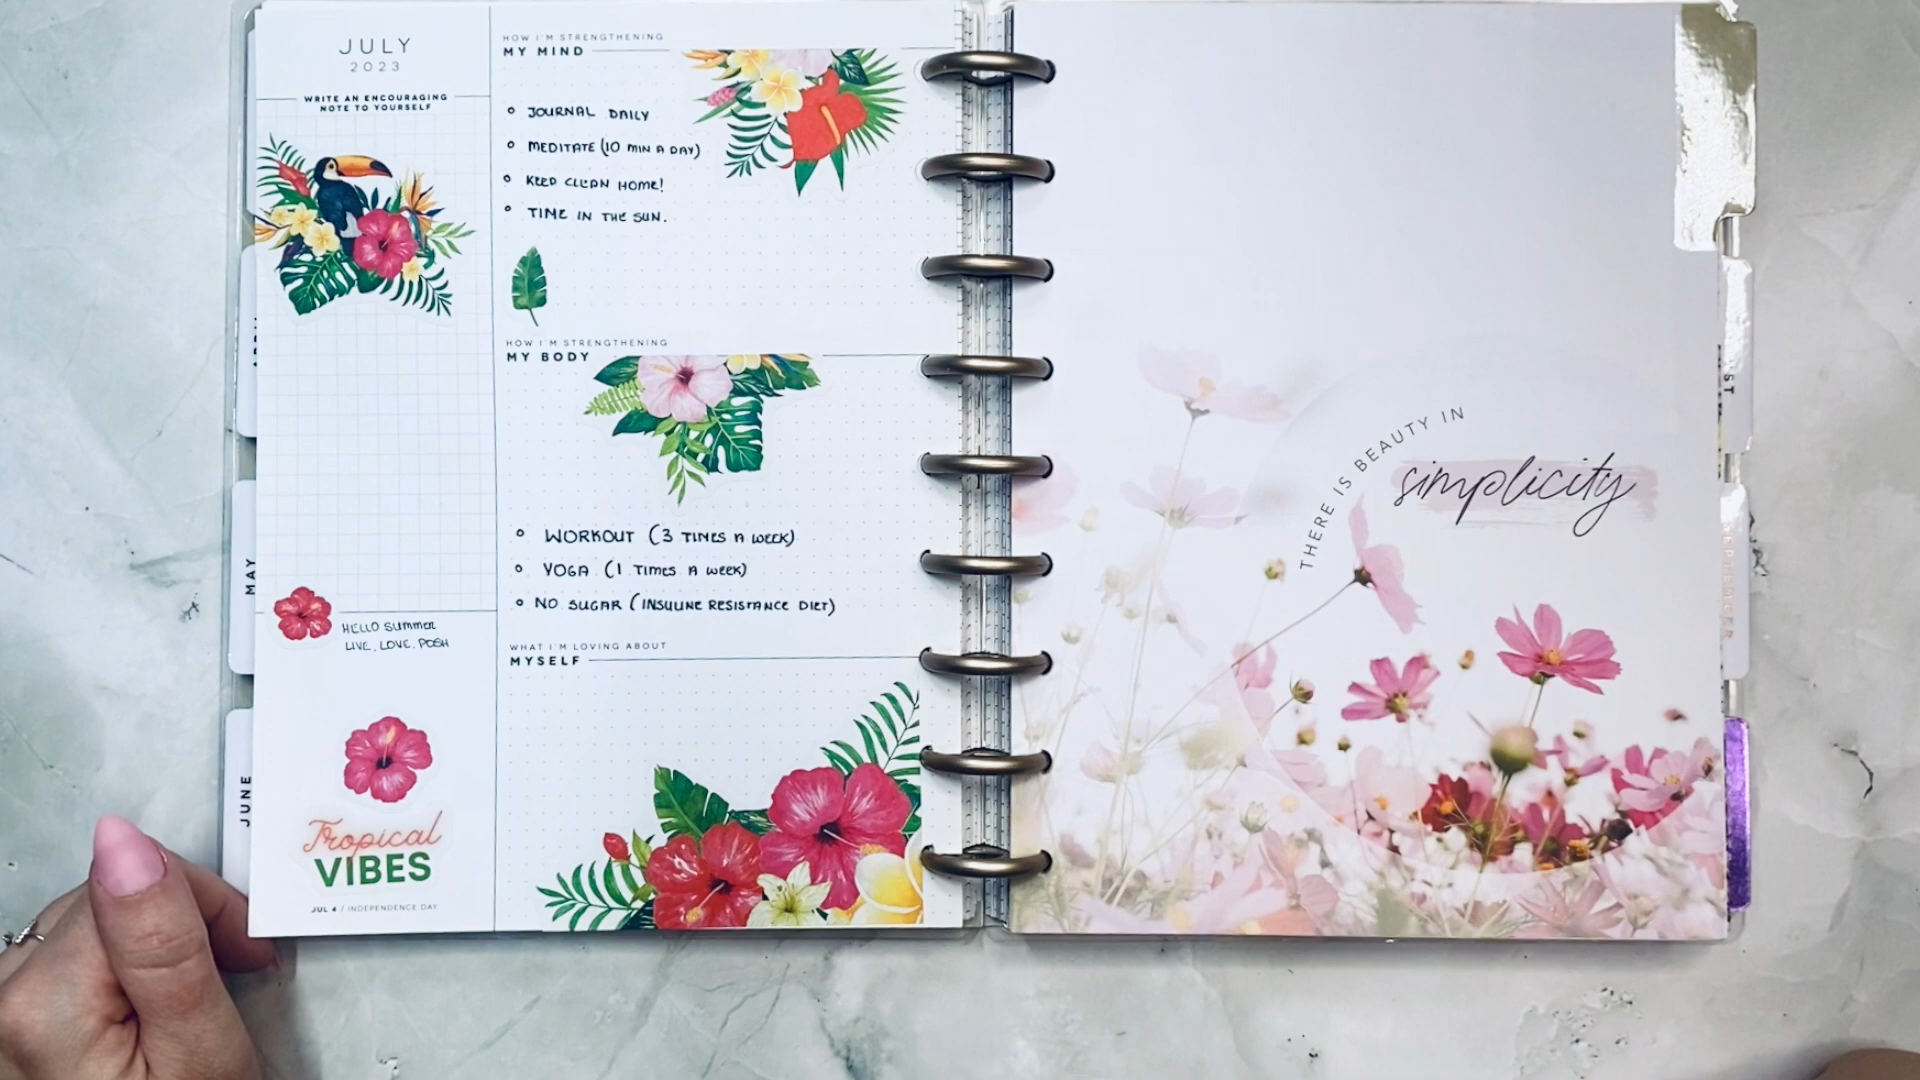 JULY
2023
WRITE AN ENCOURAGING
NOTE TO YOURSELF
HELLO SUMMER
LIVE, LOVE, POSH
Tropical
VIBES
JUL 4 / INDEPENDENCE DAY
HOW I'M STRENGTHENING
MY MIND
JOURNAL DAILY
MEDITATE (10 MIN A DAY)
KEEP CLEAN HOME!
TIME IN THE SUN.
HOW I'M STRENGTHENING
MY BODY
WORKOUT (3 TIMES A WEEK)
YOGA (1 TIMES A WEEK)
NO SUGAR (INSULINE RESISTANCE DIET)
WHAT I'M LOVING ABOUT
MYSELF
THERE IS BEAUTY IN
simplicity
MAY
JUNE